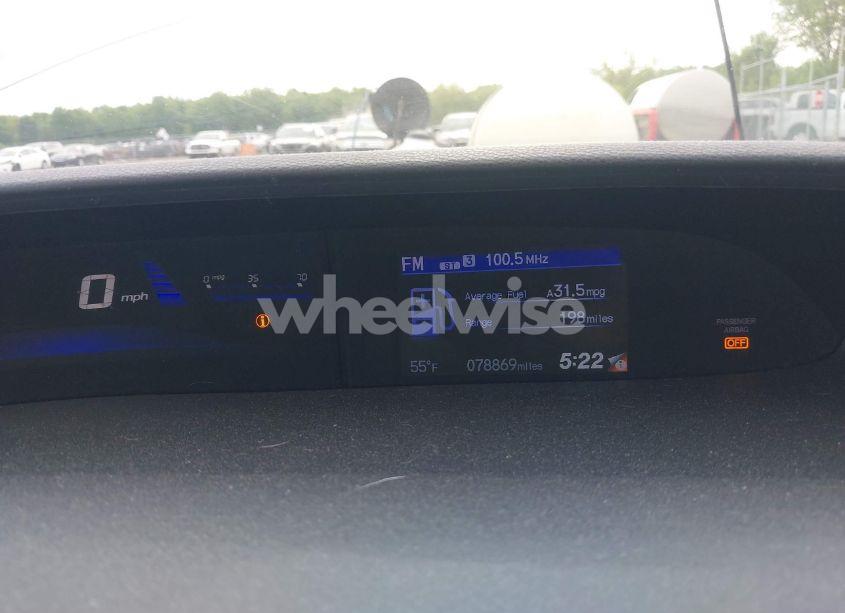 FM ST 3 100.5 MHz
0 mph
0 mpg 35 70
Average Fuel A31.5 mpg
Range 198 miles
wheelwise
PASSENGER
AIRBAG
OFF
55°F 078869 miles 5:22